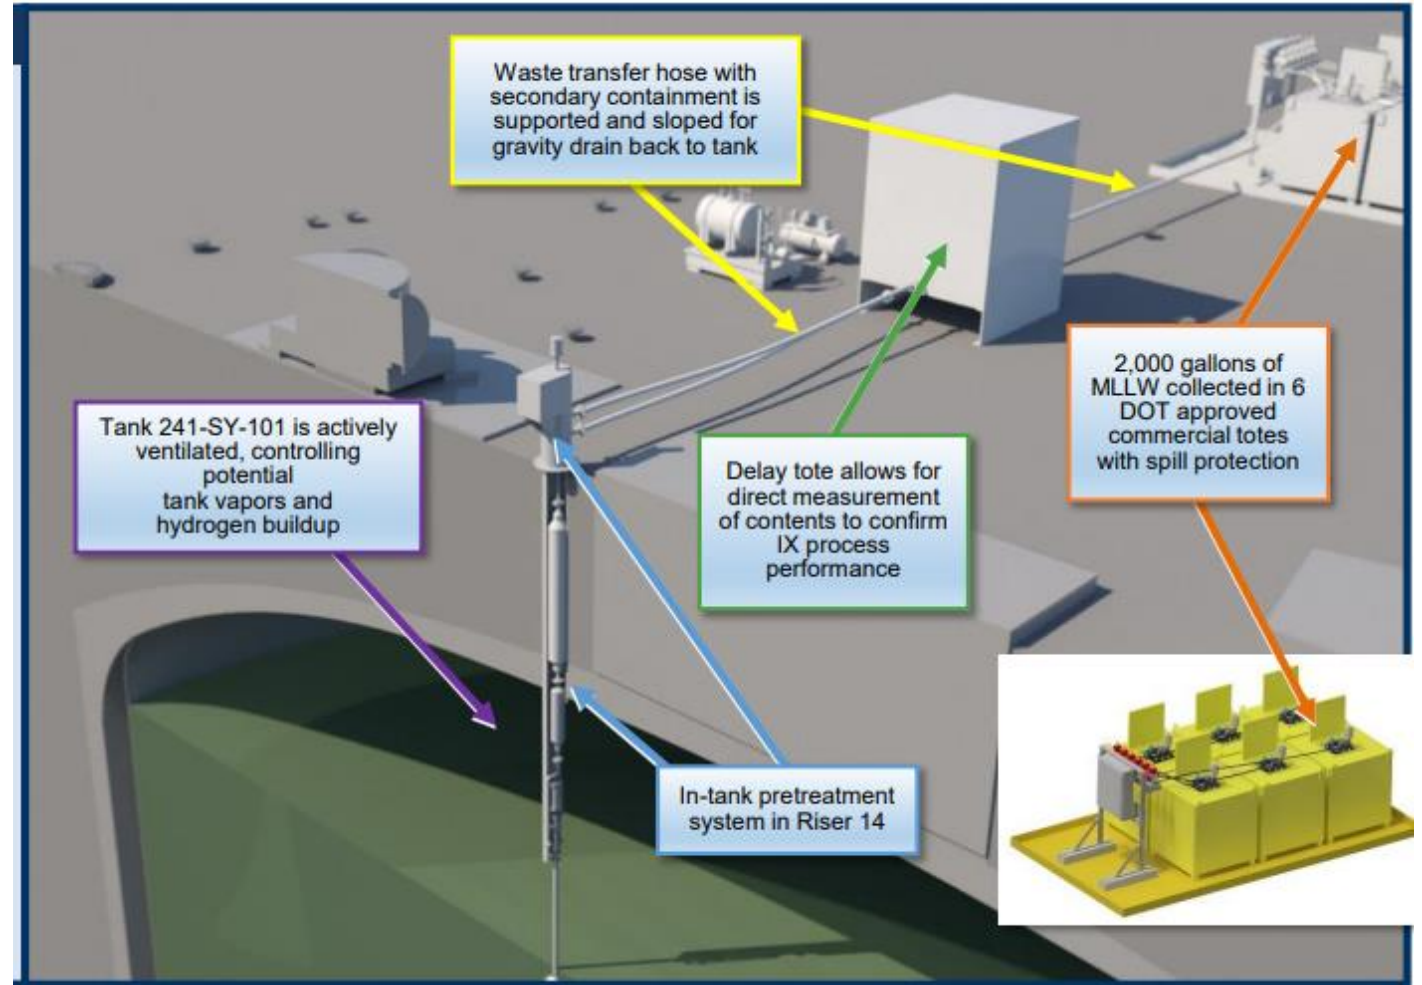 Waste transfer hose with
secondary containment is
supported and sloped for
gravity drain back to tank
Tank 241-SY-101 is actively
ventilated, controlling
potential
tank vapors and
hydrogen buildup
Delay tote allows for
direct measurement
of contents to confirm
IX process
performance
2,000 gallons of
MLLW collected in 6
DOT approved
commercial totes
with spill protection
In-tank pretreatment
system in Riser 14